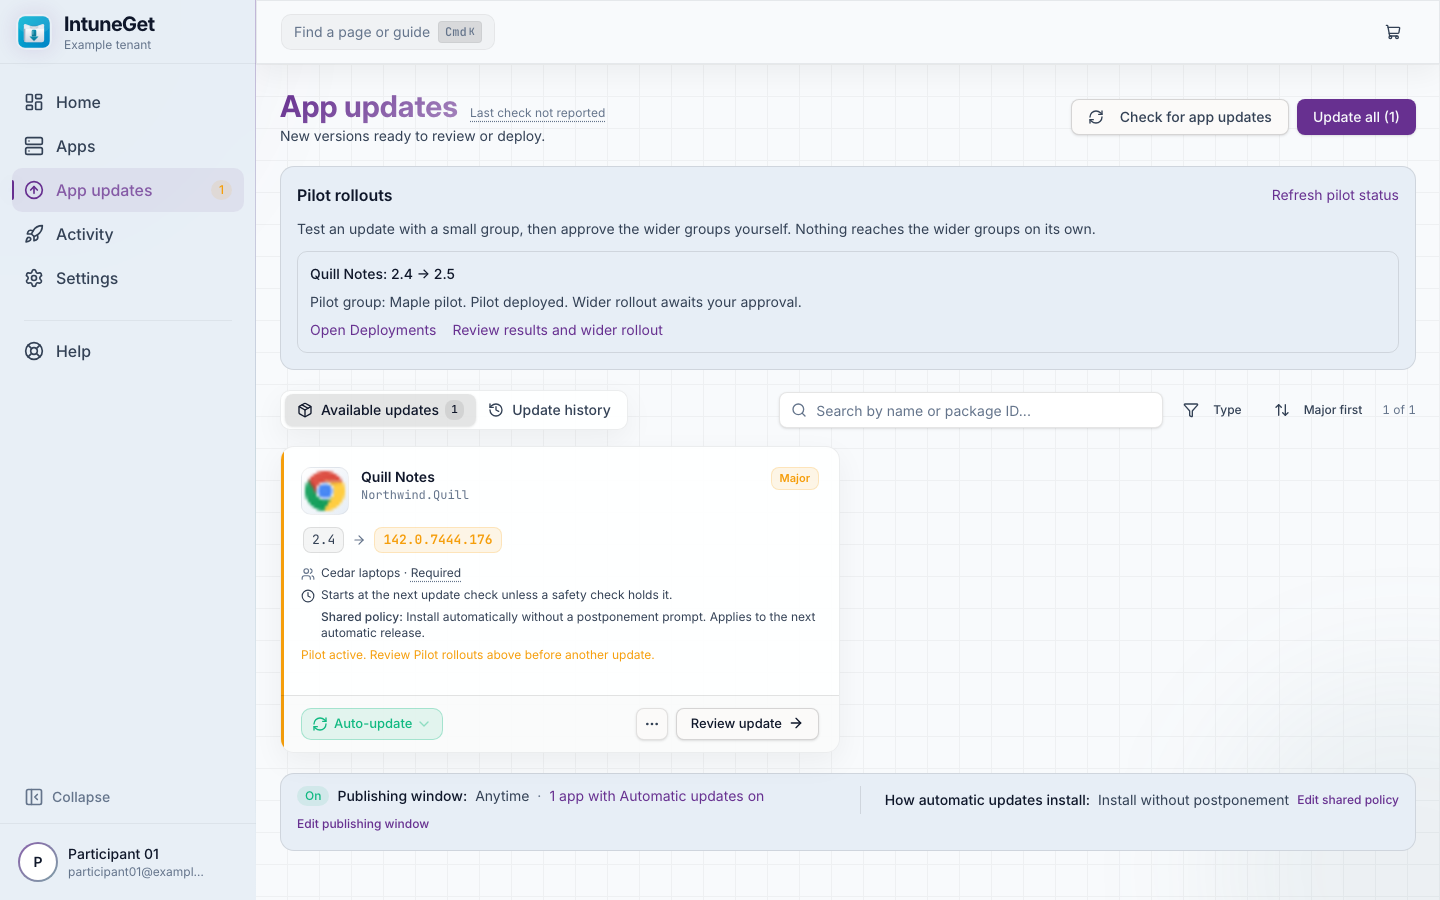 IntuneGet
Example tenant
Find a page or guide Cmd K
Home
Apps
App updates 1
Activity
Settings
Help
Collapse
P
Participant 01
participant01@exampl...
App updates Last check not reported
New versions ready to review or deploy.
Check for app updates
Update all (1)
Pilot rollouts
Refresh pilot status
Test an update with a small group, then approve the wider groups yourself. Nothing reaches the wider groups on its own.
Quill Notes: 2.4 → 2.5
Pilot group: Maple pilot. Pilot deployed. Wider rollout awaits your approval.
Open Deployments Review results and wider rollout
Available updates 1 Update history
Search by name or package ID...
Type
Major first
1 of 1
Quill Notes
Northwind.Quill
Major
2.4 → 142.0.7444.176
Cedar laptops · Required
Starts at the next update check unless a safety check holds it.
Shared policy: Install automatically without a postponement prompt. Applies to the next
automatic release.
Pilot active. Review Pilot rollouts above before another update.
Auto-update
Review update →
On Publishing window: Anytime · 1 app with Automatic updates on
Edit publishing window
How automatic updates install: Install without postponement Edit shared policy